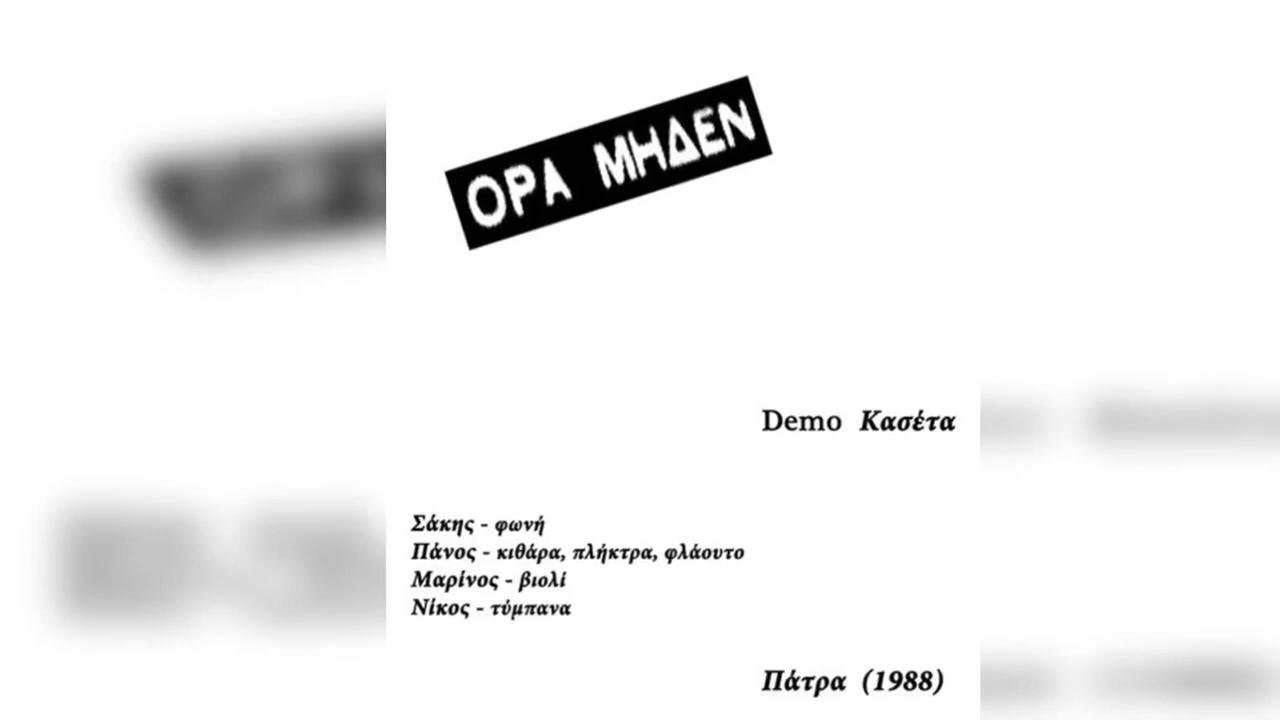 ΟΡΑ ΜΗΔΕΝ
Demo Κασέτα
Σάκης - φωνή
Πάνος - κιθάρα, πλήκτρα, φλάουτο
Μαρίνος - βιολί
Νίκος - τύμπανα
Πάτρα (1988)